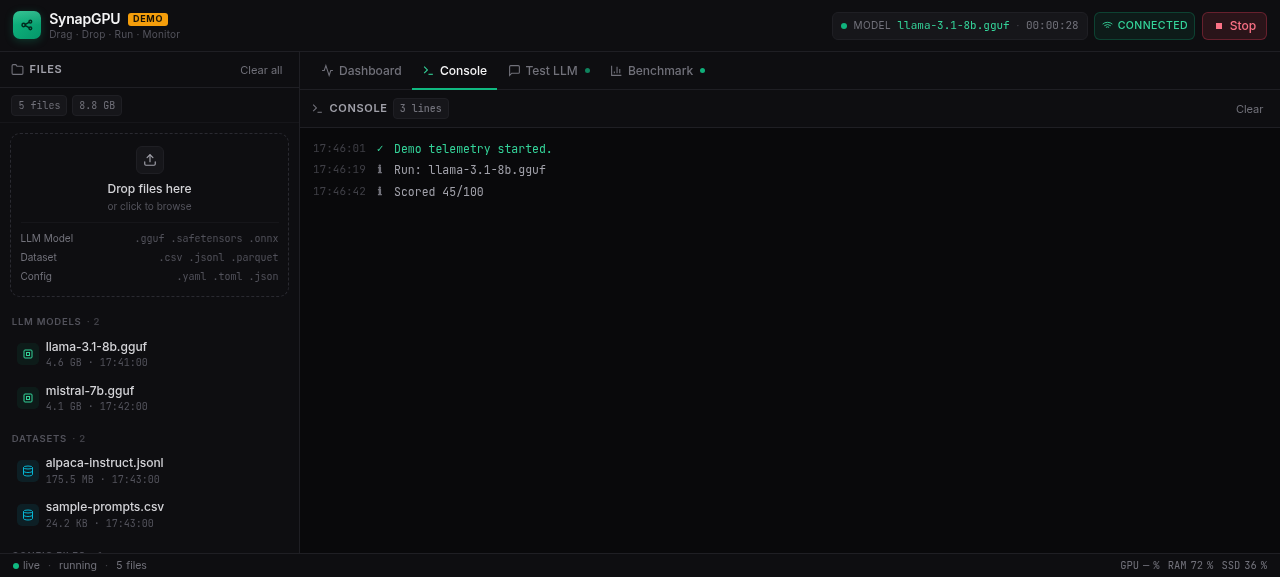 SynapGPU DEMO
Drag · Drop · Run · Monitor
MODEL llama-3.1-8b.gguf · 00:00:28
CONNECTED
Stop
FILES
Clear all
5 files
8.8 GB
Drop files here
or click to browse
LLM Model .gguf .safetensors .onnx
Dataset .csv .jsonl .parquet
Config .yaml .toml .json
LLM MODELS · 2
llama-3.1-8b.gguf
4.6 GB · 17:41:00
mistral-7b.gguf
4.1 GB · 17:42:00
DATASETS · 2
alpaca-instruct.jsonl
175.5 MB · 17:43:00
sample-prompts.csv
24.2 KB · 17:43:00
Dashboard
Console
Test LLM
Benchmark
CONSOLE 3 lines
Clear
17:46:01 ✓ Demo telemetry started.
17:46:19 ℹ Run: llama-3.1-8b.gguf
17:46:42 ℹ Scored 45/100
live · running · 5 files
GPU — % RAM 72 % SSD 36 %